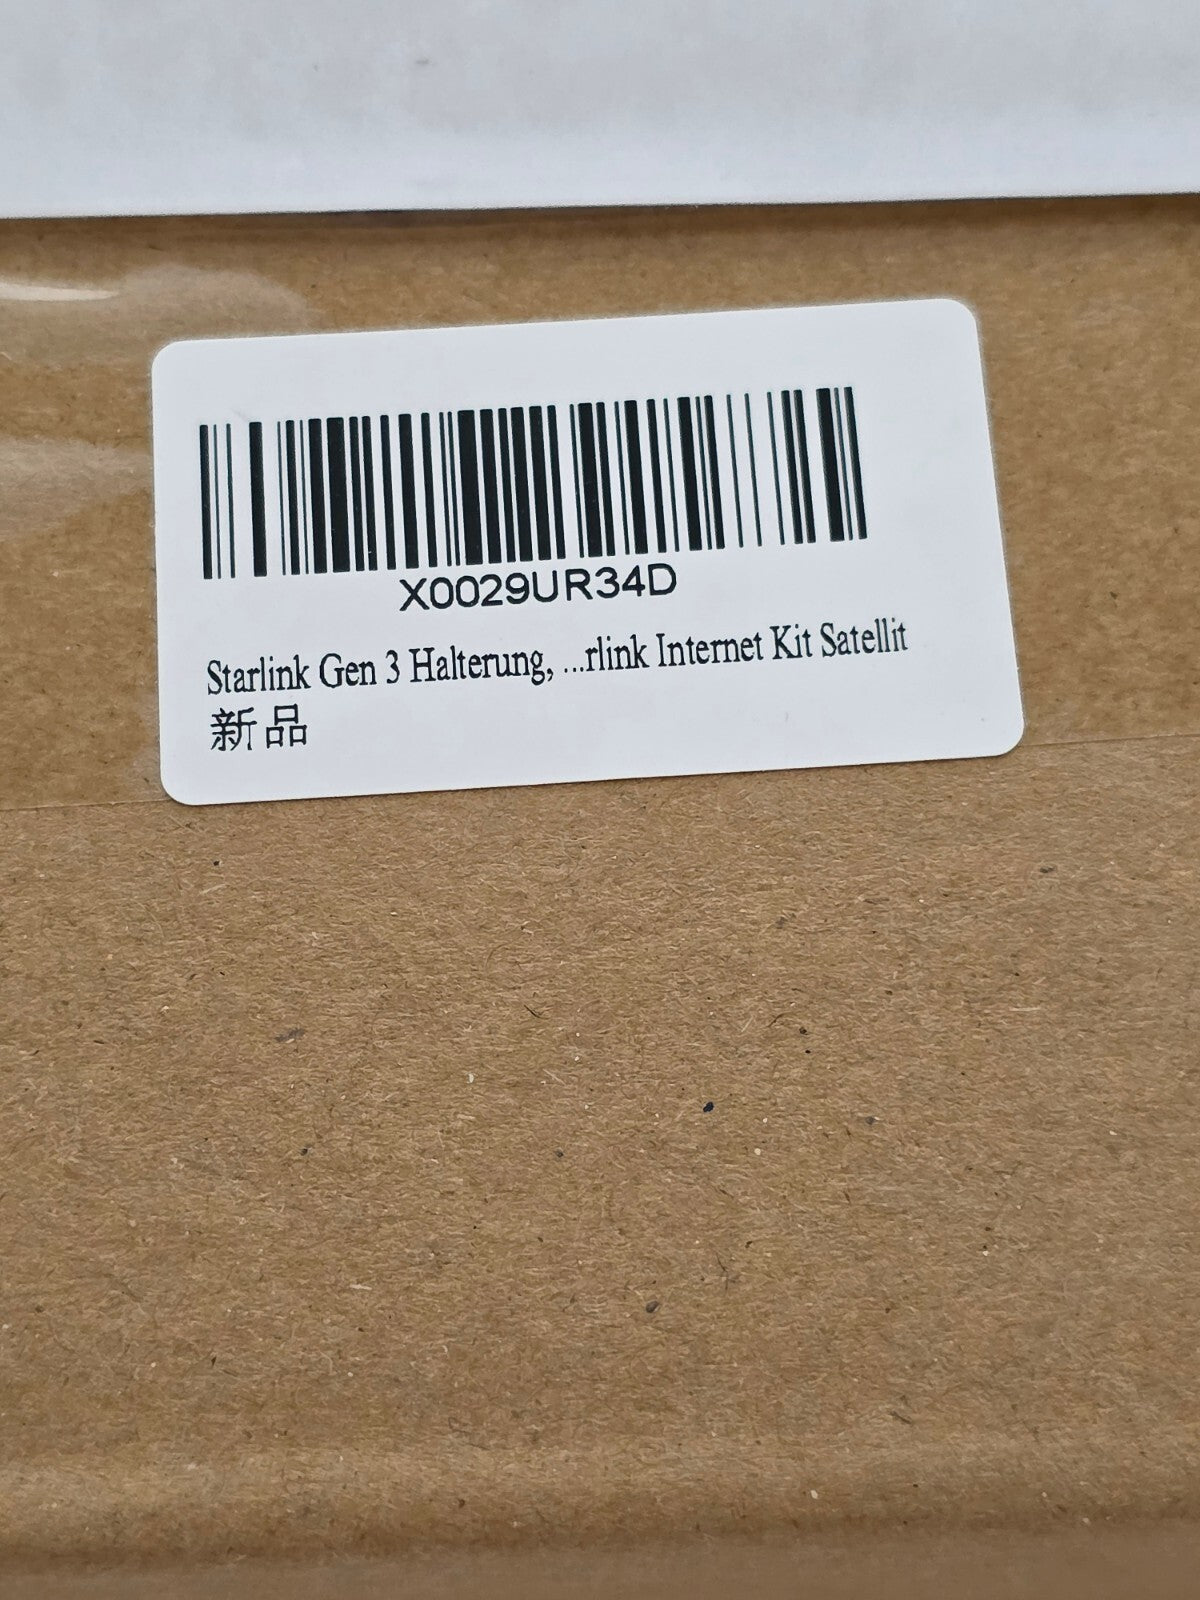 X0029UR34D
Starlink Gen 3 Halterung, ...rlink Internet Kit Satellit
新品